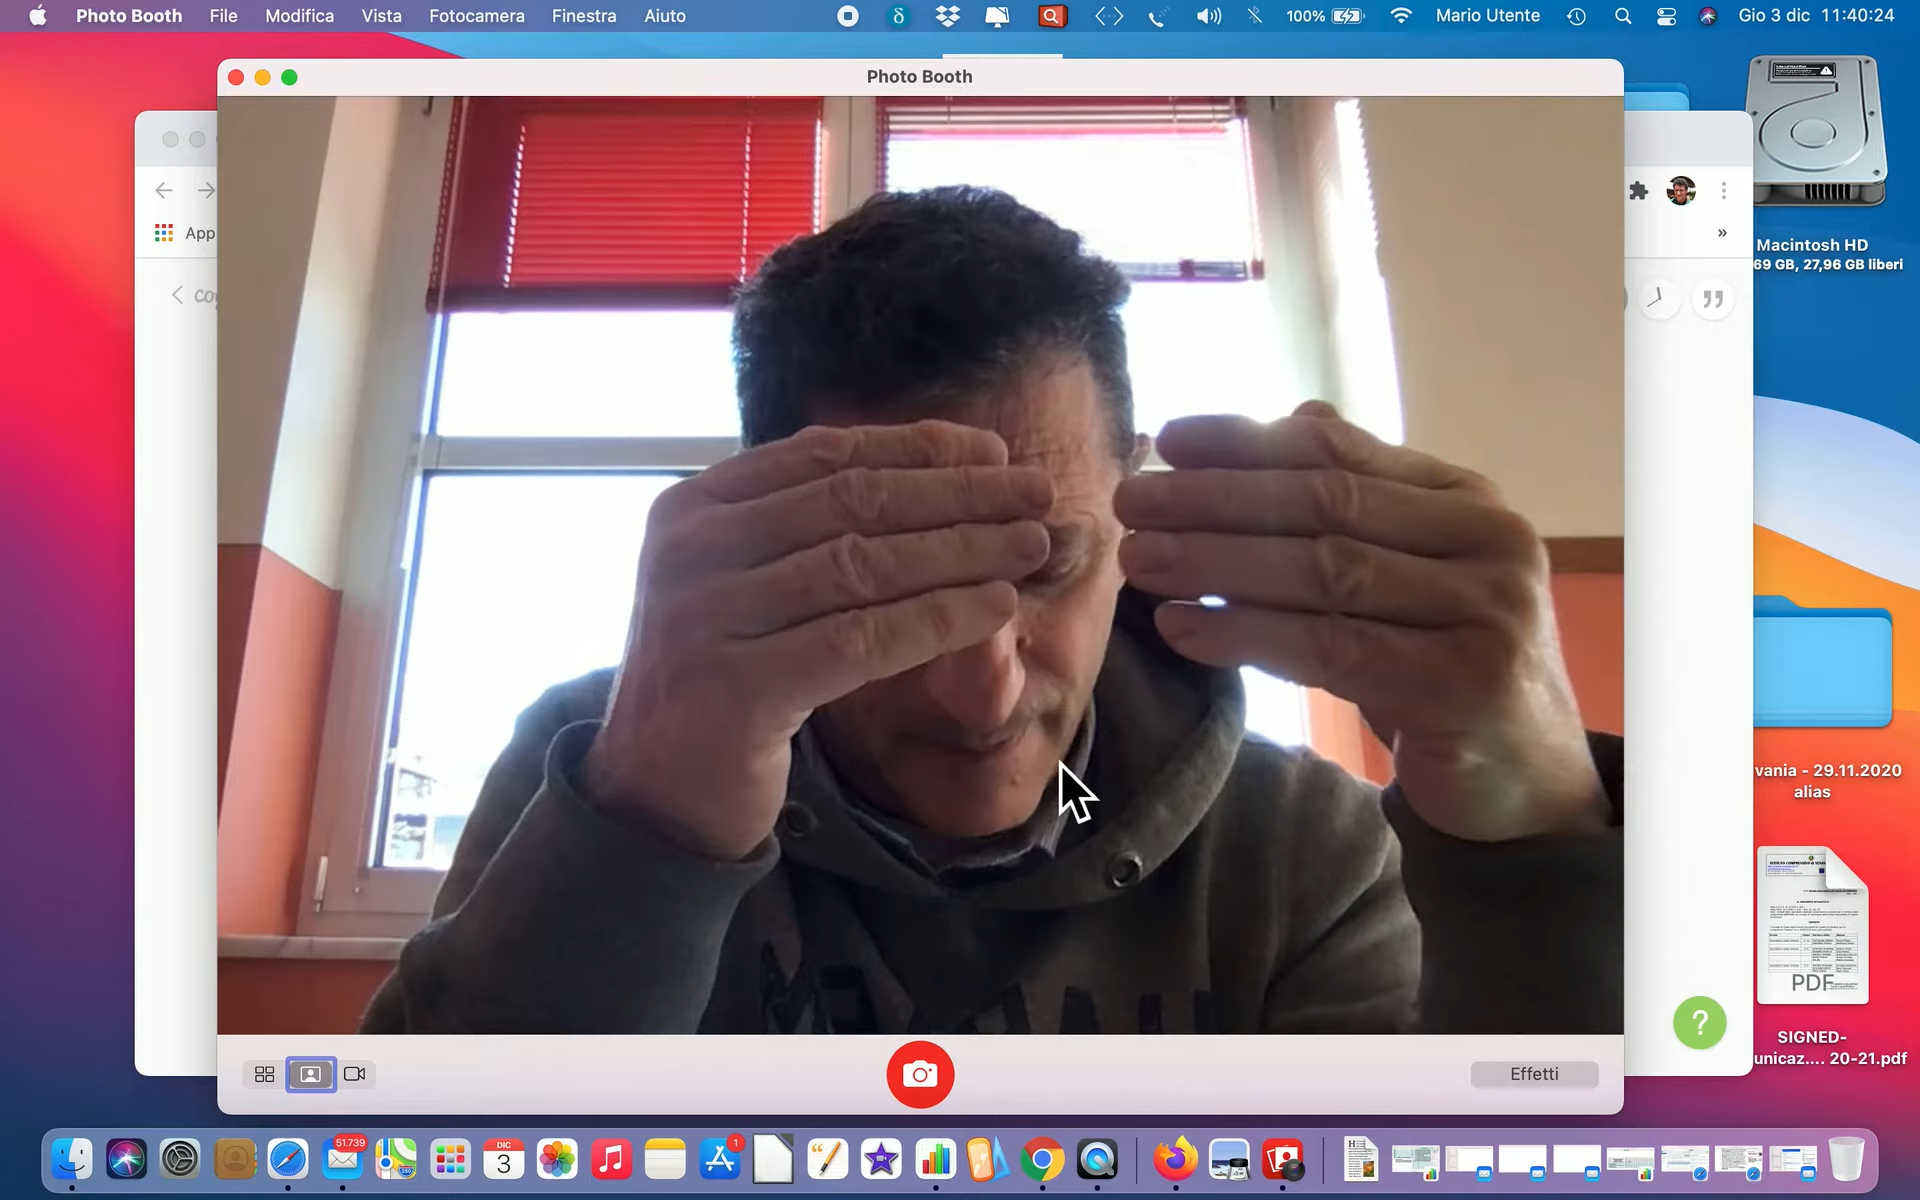 Photo Booth File Modifica Vista Fotocamera Finestra Aiuto 100% Mario Utente Gio 3 dic 11:40:24
Photo Booth
App
Macintosh HD
69 GB, 27,96 GB liberi
vania - 29.11.2020
alias
PDF
SIGNED-
unicaz.... 20-21.pdf
?
Effetti
51.739
DIC
3
1